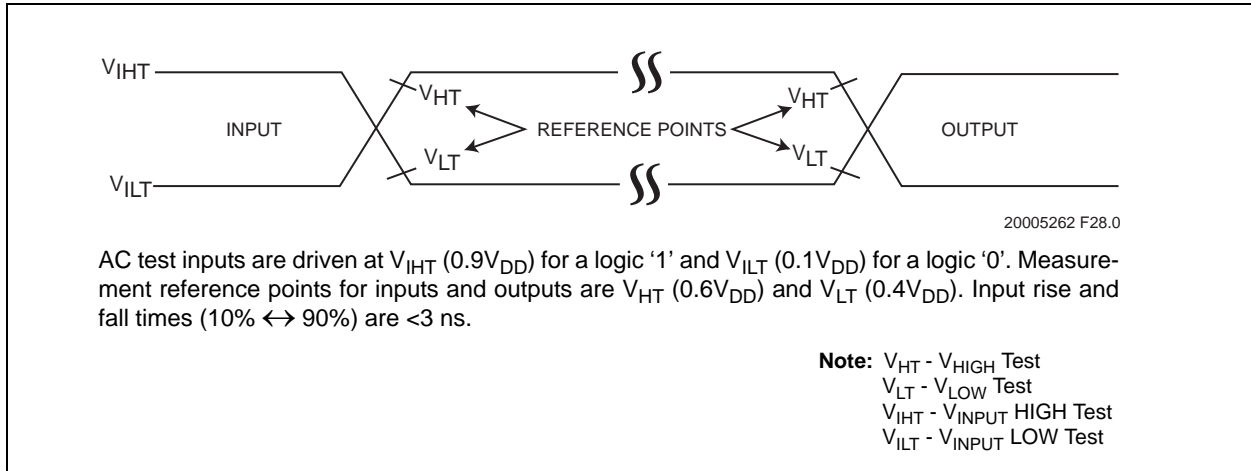 VIHT
VHT
VHT
INPUT
REFERENCE POINTS
OUTPUT
VLT
VLT
VILT
20005262 F28.0
AC test inputs are driven at VIHT (0.9VDD) for a logic ‘1’ and VILT (0.1VDD) for a logic ‘0’. Measure-
ment reference points for inputs and outputs are VHT (0.6VDD) and VLT (0.4VDD). Input rise and
fall times (10% ↔ 90%) are <3 ns.
Note: VHT - VHIGH Test
VLT - VLOW Test
VIHT - VINPUT HIGH Test
VILT - VINPUT LOW Test